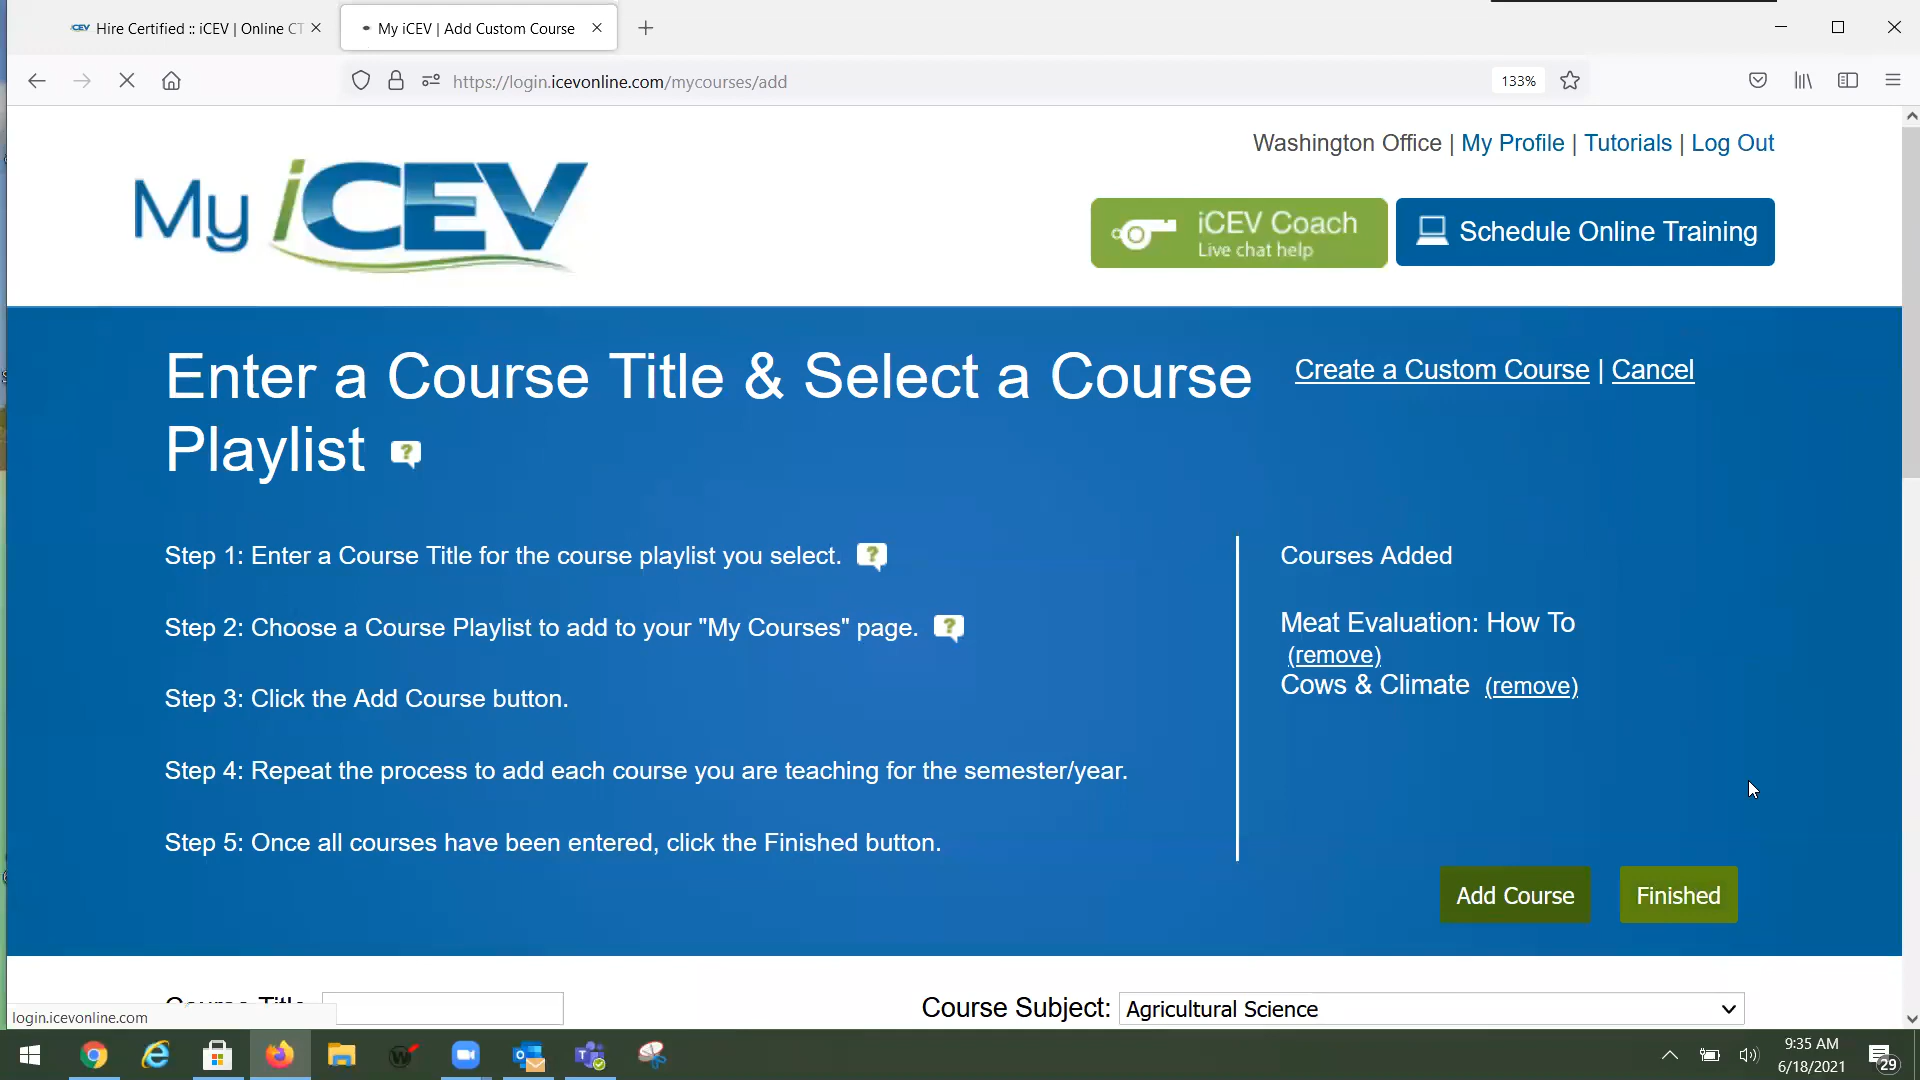 Hire Certified :: iCEV | Online CT
My iCEV | Add Custom Course
https://login.icevonline.com/mycourses/add
133%
Washington Office | My Profile | Tutorials | Log Out
My iCEV
iCEV Coach
Live chat help
Schedule Online Training
Enter a Course Title & Select a Course
Playlist
Create a Custom Course | Cancel
Step 1: Enter a Course Title for the course playlist you select.
Step 2: Choose a Course Playlist to add to your "My Courses" page.
Step 3: Click the Add Course button.
Step 4: Repeat the process to add each course you are teaching for the semester/year.
Step 5: Once all courses have been entered, click the Finished button.
Courses Added
Meat Evaluation: How To
(remove)
Cows & Climate (remove)
Add Course
Finished
Course Title
Course Subject: Agricultural Science
login.icevonline.com
9:35 AM
6/18/2021
29